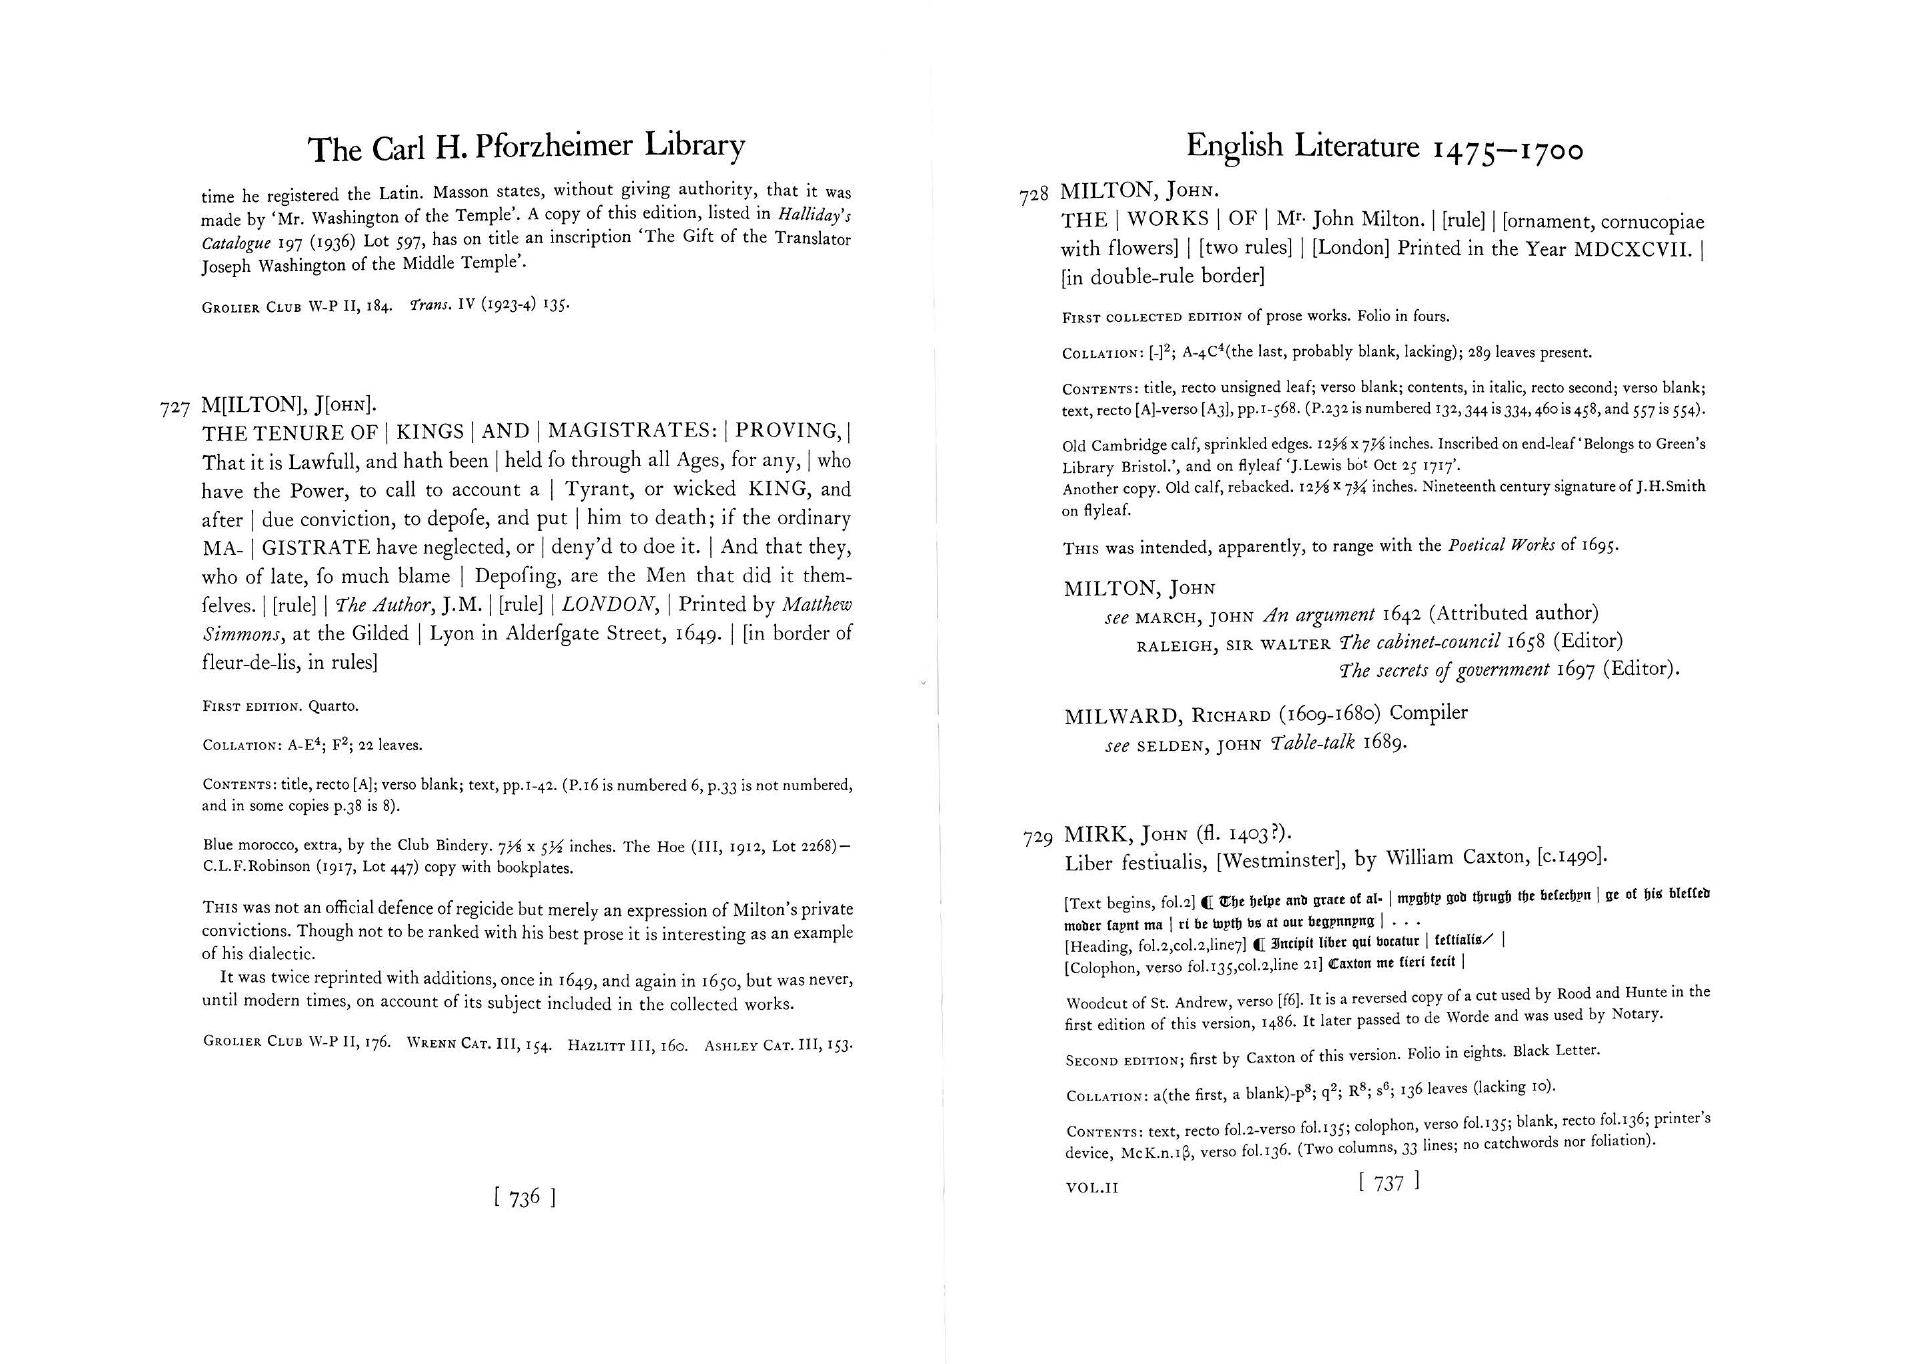 The Carl H. Pforzheimer Library
time he registered the Latin. Masson states, without giving authority, that it was
made by ‘Mr. Washington of the Temple’. A copy of this edition, listed in Halliday's
Catalogue 197 (1936) Lot 597, has on title an inscription ‘The Gift of the Translator
Joseph Washington of the Middle Temple’.
GROLIER CLUB W-P II, 184. Trans. IV (1923-4) 135.
727 M[ILTON], J[OHN].
THE TENURE OF | KINGS | AND | MAGISTRATES: | PROVING, |
That it is Lawfull, and hath been | held ſo through all Ages, for any, | who
have the Power, to call to account a | Tyrant, or wicked KING, and
after | due conviction, to depoſe, and put | him to death; if the ordinary
MA- | GISTRATE have neglected, or | deny’d to doe it. | And that they,
who of late, ſo much blame | Depoſing, are the Men that did it them-
ſelves. | [rule] | The Author, J.M. | [rule] | LONDON, | Printed by Matthew
Simmons, at the Gilded | Lyon in Alderſgate Street, 1649. | [in border of
fleur-de-lis, in rules]
FIRST EDITION. Quarto.
COLLATION: A-E⁴; F²; 22 leaves.
CONTENTS: title, recto [A]; verso blank; text, pp.1-42. (P.16 is numbered 6, p.33 is not numbered,
and in some copies p.38 is 8).
Blue morocco, extra, by the Club Bindery. 7⅛ x 5½ inches. The Hoe (III, 1912, Lot 2268)—
C.L.F.Robinson (1917, Lot 447) copy with bookplates.
THIS was not an official defence of regicide but merely an expression of Milton’s private
convictions. Though not to be ranked with his best prose it is interesting as an example
of his dialectic.
It was twice reprinted with additions, once in 1649, and again in 1650, but was never,
until modern times, on account of its subject included in the collected works.
GROLIER CLUB W-P II, 176. WRENN CAT. III, 154. HAZLITT III, 160. ASHLEY CAT. III, 153.
[ 736 ]
English Literature 1475—1700
728 MILTON, JOHN.
THE | WORKS | OF | Mr. John Milton. | [rule] | [ornament, cornucopiae
with flowers] | [two rules] | [London] Printed in the Year MDCXCVII. |
[in double-rule border]
FIRST COLLECTED EDITION of prose works. Folio in fours.
COLLATION: [-]²; A-4C⁴(the last, probably blank, lacking); 289 leaves present.
CONTENTS: title, recto unsigned leaf; verso blank; contents, in italic, recto second; verso blank;
text, recto [A]-verso [A3], pp.1-568. (P.232 is numbered 132, 344 is 334, 460 is 458, and 557 is 554).
Old Cambridge calf, sprinkled edges. 12⅝ x 7⅞ inches. Inscribed on end-leaf ‘Belongs to Green’s
Library Bristol.’, and on flyleaf ‘J.Lewis bot Oct 25 1717’.
Another copy. Old calf, rebacked. 12⅛ x 7¾ inches. Nineteenth century signature of J.H.Smith
on flyleaf.
THIS was intended, apparently, to range with the Poetical Works of 1695.
MILTON, JOHN
see MARCH, JOHN An argument 1642 (Attributed author)
RALEIGH, SIR WALTER The cabinet-council 1658 (Editor)
The secrets of government 1697 (Editor).
MILWARD, RICHARD (1609-1680) Compiler
see SELDEN, JOHN Table-talk 1689.
729 MIRK, JOHN (fl. 1403?).
Liber festiualis, [Westminster], by William Caxton, [c.1490].
[Text begins, fol.2] ¶ The helpe and grace of al- | myghty god thrugh the beſechyn | ge of his bleſſed
moder ſaynt ma | ri be wyth vs at our begynnyng | . . .
[Heading, fol.2,col.2,line7] ¶ Incipit liber qui vocatur | feſtialis/ |
[Colophon, verso fol.135,col.2,line 21] Caxton me fieri fecit |
Woodcut of St. Andrew, verso [f6]. It is a reversed copy of a cut used by Rood and Hunte in the
first edition of this version, 1486. It later passed to de Worde and was used by Notary.
SECOND EDITION; first by Caxton of this version. Folio in eights. Black Letter.
COLLATION: a(the first, a blank)-p⁸; q²; R⁸; s⁶; 136 leaves (lacking 10).
CONTENTS: text, recto fol.2-verso fol.135; colophon, verso fol.135; blank, recto fol.136; printer’s
device, McK.n.1β, verso fol.136. (Two columns, 33 lines; no catchwords nor foliation).
VOL.II [ 737 ]